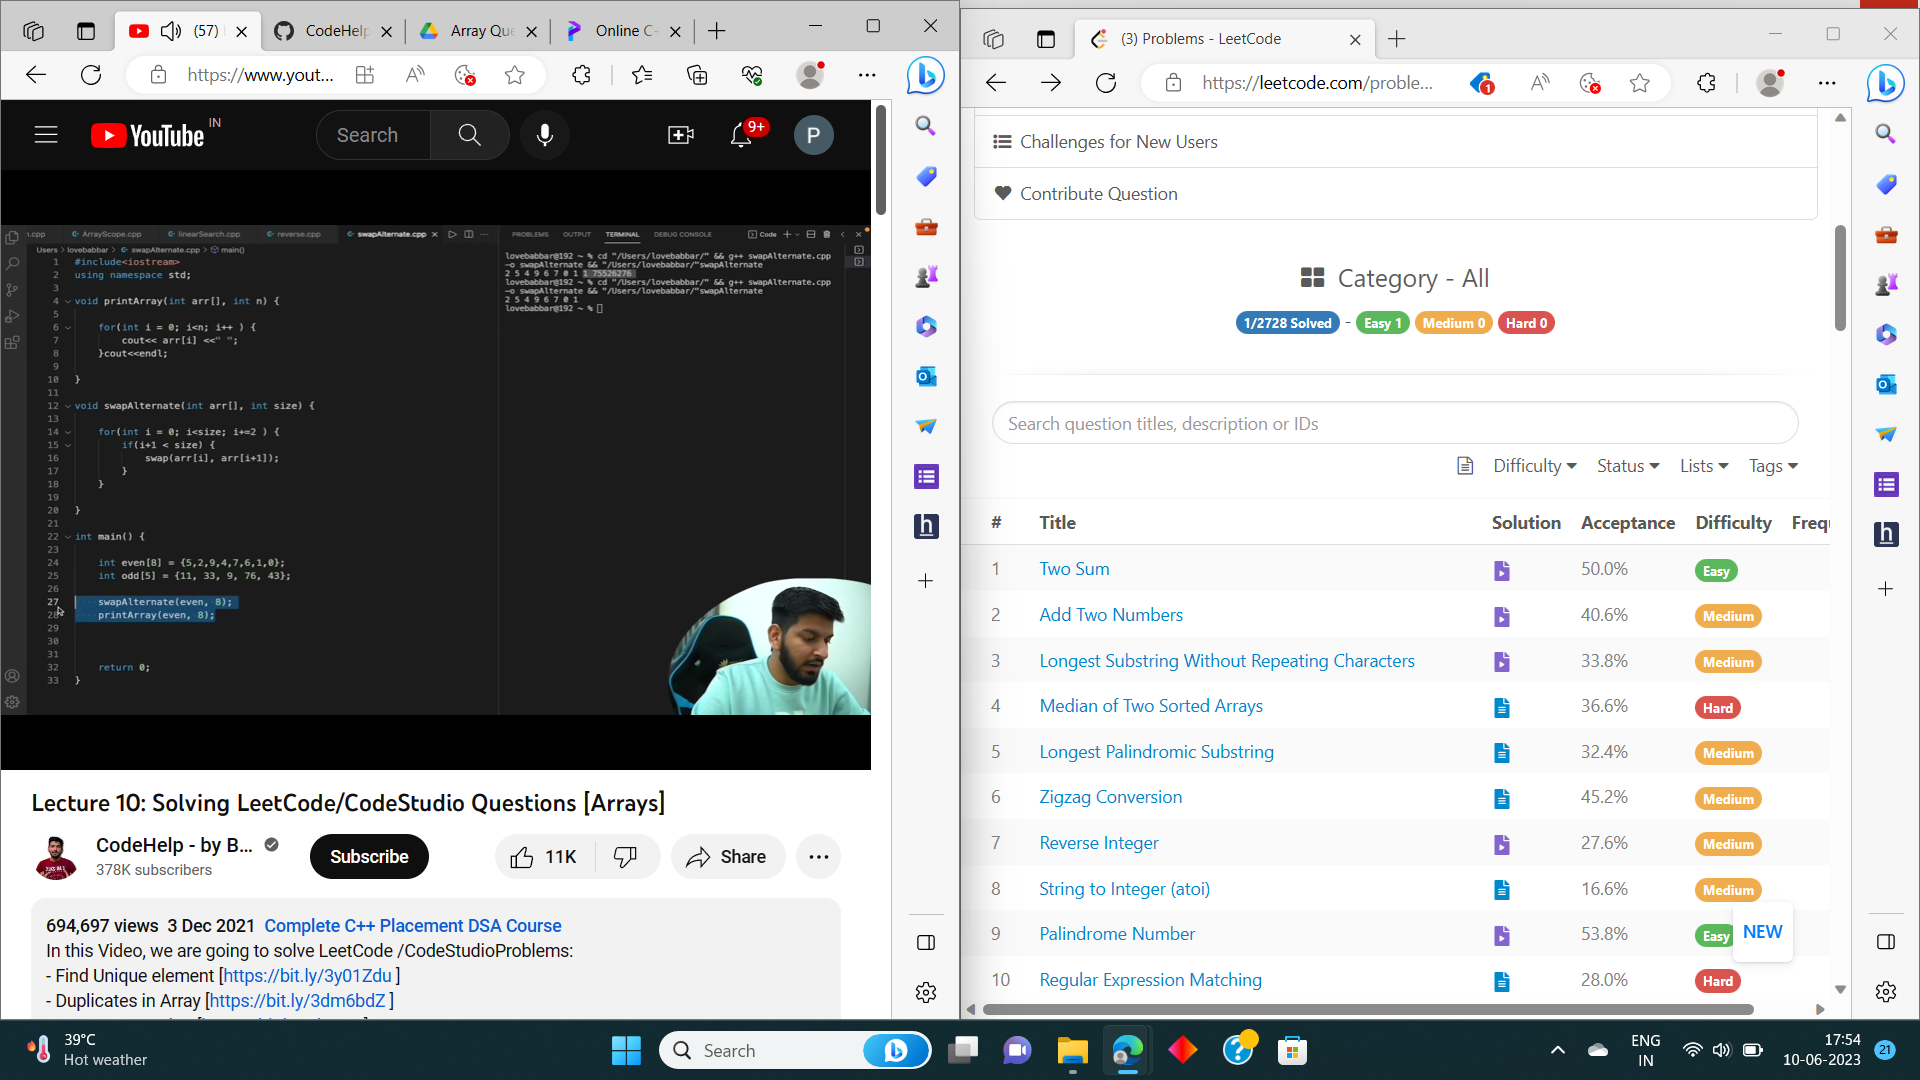 (57)
CodeHelp
Array Que
Online C-
https://www.yout...
YouTube IN
Search
9+
P
n.cpp ArrayScope.cpp linearSearch.cpp reverse.cpp swapAlternate.cpp
Users > lovebabbar > swapAlternate.cpp > main()
1 #include<iostream>
2 using namespace std;
3
4 void printArray(int arr[], int n) {
5
6 for(int i = 0; i<n; i++ ) {
7 cout<< arr[i] <<" ";
8 }cout<<endl;
9
10 }
11
12 void swapAlternate(int arr[], int size) {
13
14 for(int i = 0; i<size; i+=2 ) {
15 if(i+1 < size) {
16 swap(arr[i], arr[i+1]);
17 }
18 }
19
20 }
21
22 int main() {
23
24 int even[8] = {5,2,9,4,7,6,1,0};
25 int odd[5] = {11, 33, 9, 76, 43};
26
27 swapAlternate(even, 8);
28 printArray(even, 8);
29
30
31
32 return 0;
33 }
PROBLEMS OUTPUT TERMINAL DEBUG CONSOLE Code
lovebabbar@192 ~ % cd "/Users/lovebabbar/" && g++ swapAlternate.cpp
-o swapAlternate && "/Users/lovebabbar/"swapAlternate
2 5 4 9 6 7 0 1 1 75526276
lovebabbar@192 ~ % cd "/Users/lovebabbar/" && g++ swapAlternate.cpp
-o swapAlternate && "/Users/lovebabbar/"swapAlternate
2 5 4 9 6 7 0 1
lovebabbar@192 ~ %
Lecture 10: Solving LeetCode/CodeStudio Questions [Arrays]
CodeHelp - by B...
378K subscribers
Subscribe
11K
Share
694,697 views 3 Dec 2021 Complete C++ Placement DSA Course
In this Video, we are going to solve LeetCode /CodeStudioProblems:
- Find Unique element [https://bit.ly/3y01Zdu ]
- Duplicates in Array [https://bit.ly/3dm6bdZ ]
(3) Problems - LeetCode
https://leetcode.com/proble...
1
Challenges for New Users
Contribute Question
Category - All
1/2728 Solved - Easy 1 Medium 0 Hard 0
Search question titles, description or IDs
Difficulty Status Lists Tags
# Title Solution Acceptance Difficulty Frequ
1 Two Sum 50.0% Easy
2 Add Two Numbers 40.6% Medium
3 Longest Substring Without Repeating Characters 33.8% Medium
4 Median of Two Sorted Arrays 36.6% Hard
5 Longest Palindromic Substring 32.4% Medium
6 Zigzag Conversion 45.2% Medium
7 Reverse Integer 27.6% Medium
8 String to Integer (atoi) 16.6% Medium
9 Palindrome Number 53.8% Easy
NEW
10 Regular Expression Matching 28.0% Hard
39°C
Hot weather
Search
ENG
IN
17:54
10-06-2023
21